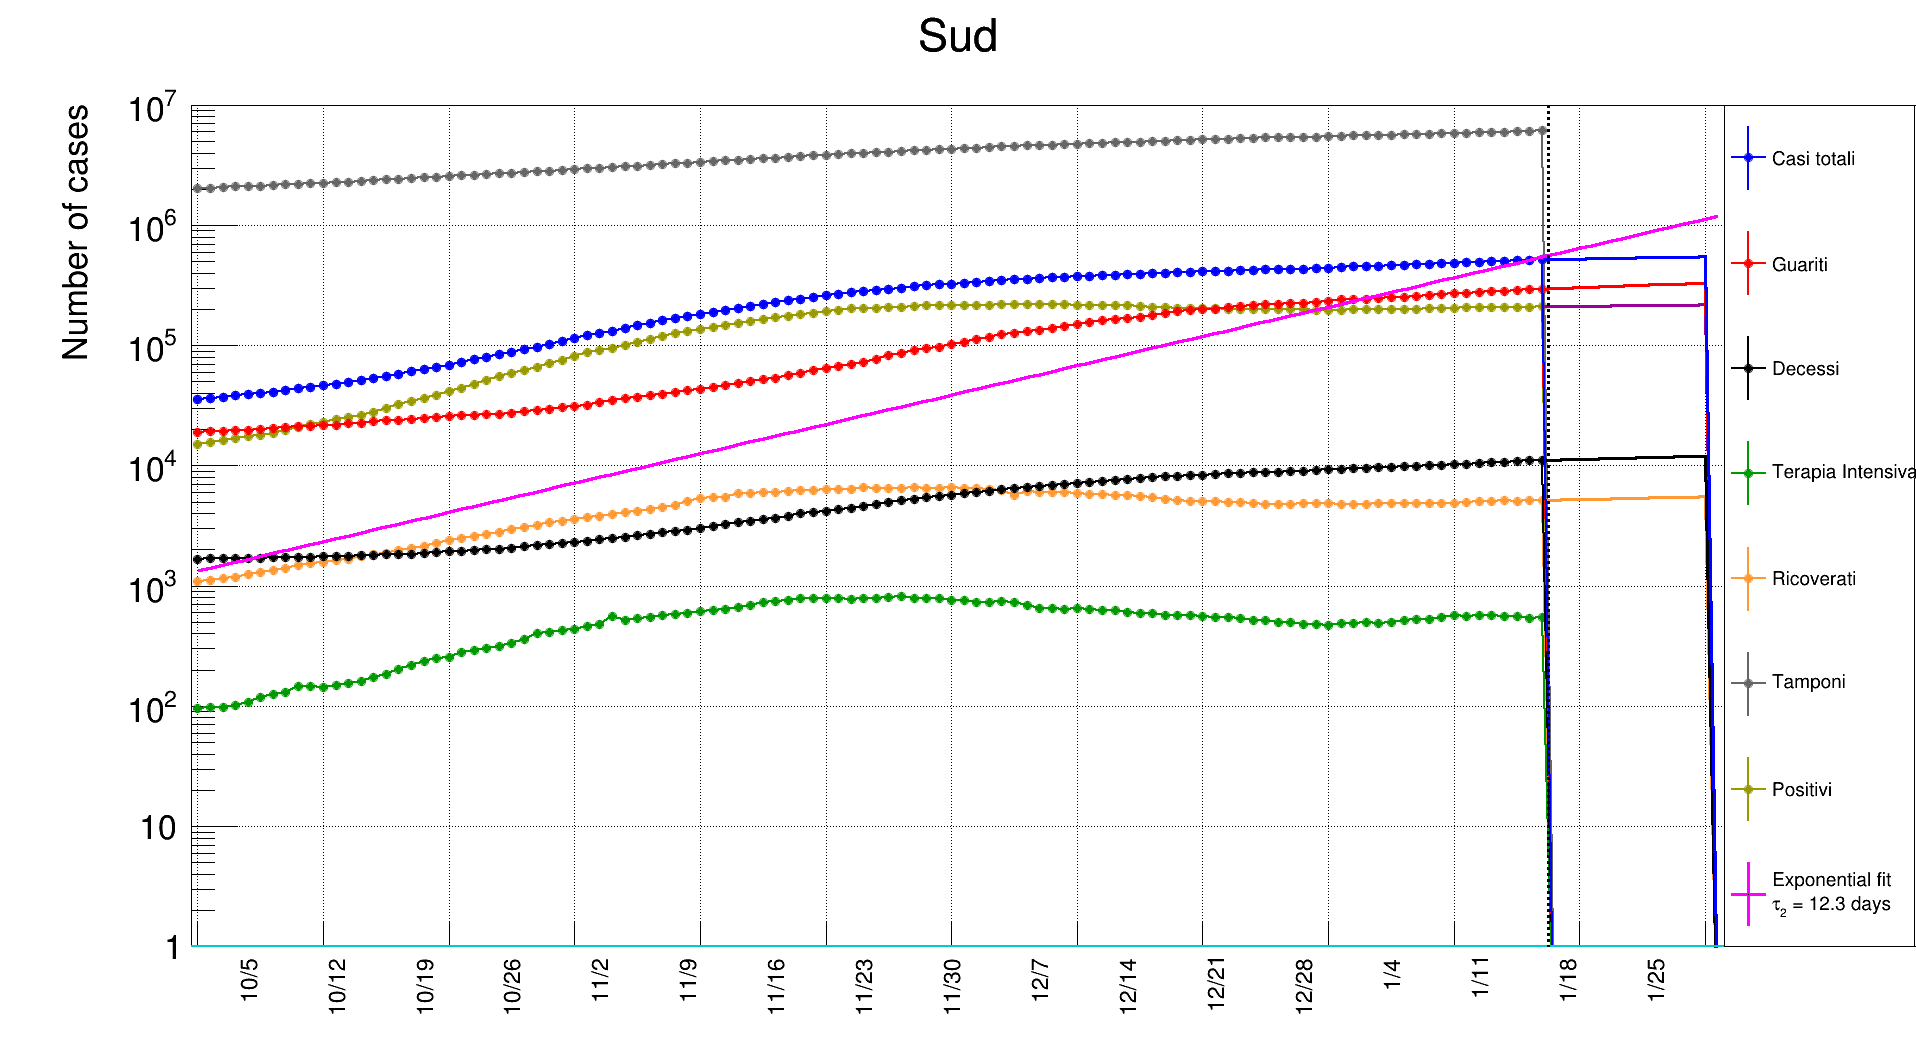 Sud
Number of cases
10^7
10^6
10^5
10^4
10^3
10^2
10
1
10/5
10/12
10/19
10/26
11/2
11/9
11/16
11/23
11/30
12/7
12/14
12/21
12/28
1/4
1/11
1/18
1/25
Casi totali
Guariti
Decessi
Terapia Intensiva
Ricoverati
Tamponi
Positivi
Exponential fit
τ_2 = 12.3 days